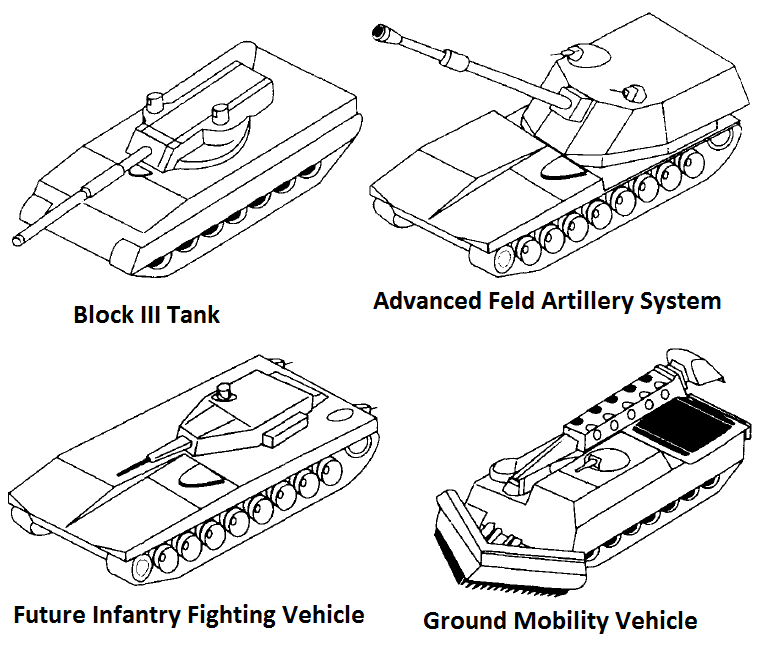 Block III Tank
Advanced Feld Artillery System
Future Infantry Fighting Vehicle
Ground Mobility Vehicle